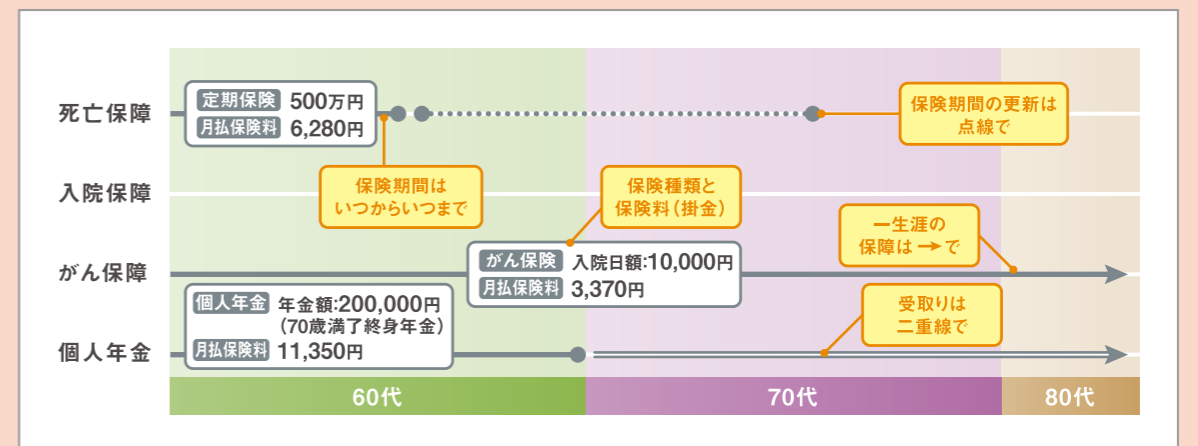 死亡保障
定期保険 500万円
月払保険料 6,280円
保険期間の更新は
点線で
保険期間は
いつからいつまで
入院保障
保険種類と
保険料(掛金)
一生涯の
保障は→で
がん保障
がん保険 入院日額:10,000円
月払保険料 3,370円
個人年金
個人年金 年金額:200,000円
(70歳満了終身年金)
月払保険料 11,350円
受取りは
二重線で
60代
70代
80代